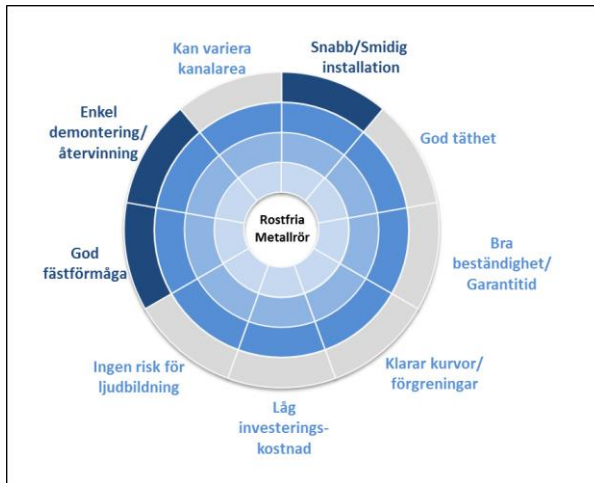 Kan variera
kanalarea
Snabb/Smidig
installation
God täthet
Bra
beständighet/
Garantitid
Klarar kurvor/
förgreningar
Låg
investerings-
kostnad
Ingen risk för
ljudbildning
God
fästförmåga
Enkel
demontering/
återvinning
Rostfria
Metallrör